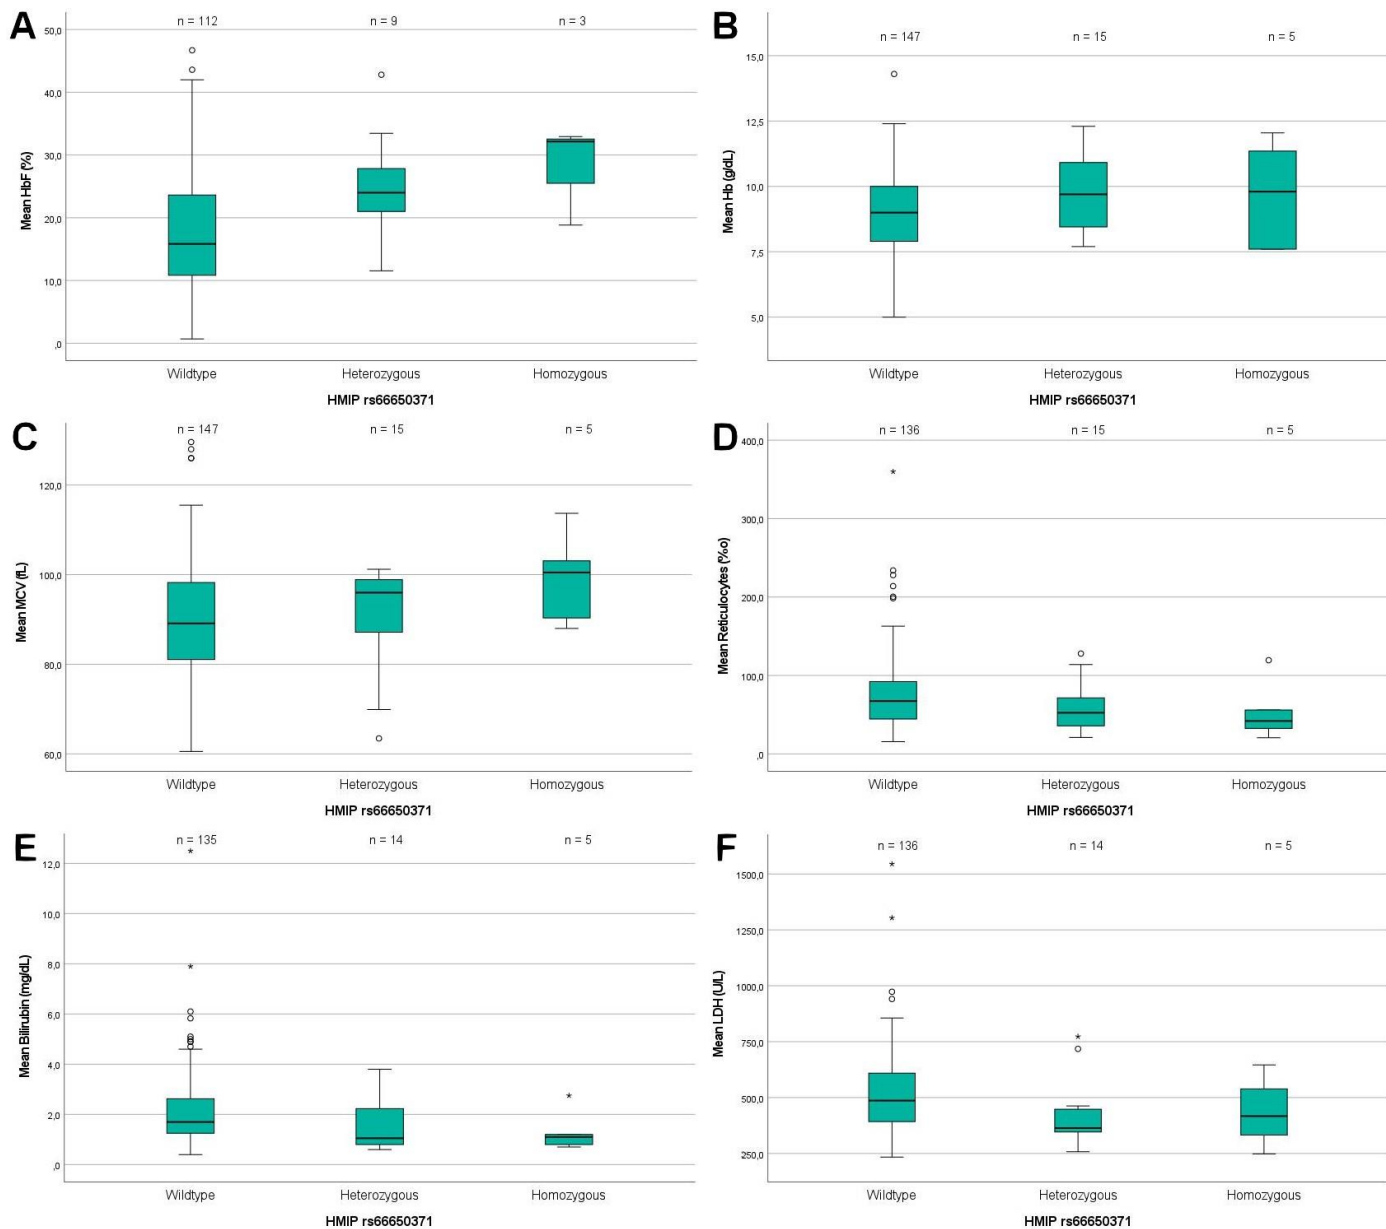 A
n = 112
n = 9
n = 3
50,0
40,0
30,0
20,0
10,0
,0
Mean HbF (%)
Wildtype
Heterozygous
Homozygous
HMIP rs66650371
B
n = 147
n = 15
n = 5
15,0
12,5
10,0
7,5
5,0
Mean Hb (g/dL)
Wildtype
Heterozygous
Homozygous
HMIP rs66650371
C
n = 147
n = 15
n = 5
120,0
100,0
80,0
60,0
Mean MCV (fL)
Wildtype
Heterozygous
Homozygous
HMIP rs66650371
D
n = 136
n = 15
n = 5
400,0
300,0
200,0
100,0
,0
Mean Reticulocytes (%o)
Wildtype
Heterozygous
Homozygous
HMIP rs66650371
E
n = 135
n = 14
n = 5
12,0
10,0
8,0
6,0
4,0
2,0
,0
Mean Bilirubin (mg/dL)
Wildtype
Heterozygous
Homozygous
HMIP rs66650371
F
n = 136
n = 14
n = 5
1500,0
1250,0
1000,0
750,0
500,0
250,0
Mean LDH (U/L)
Wildtype
Heterozygous
Homozygous
HMIP rs66650371